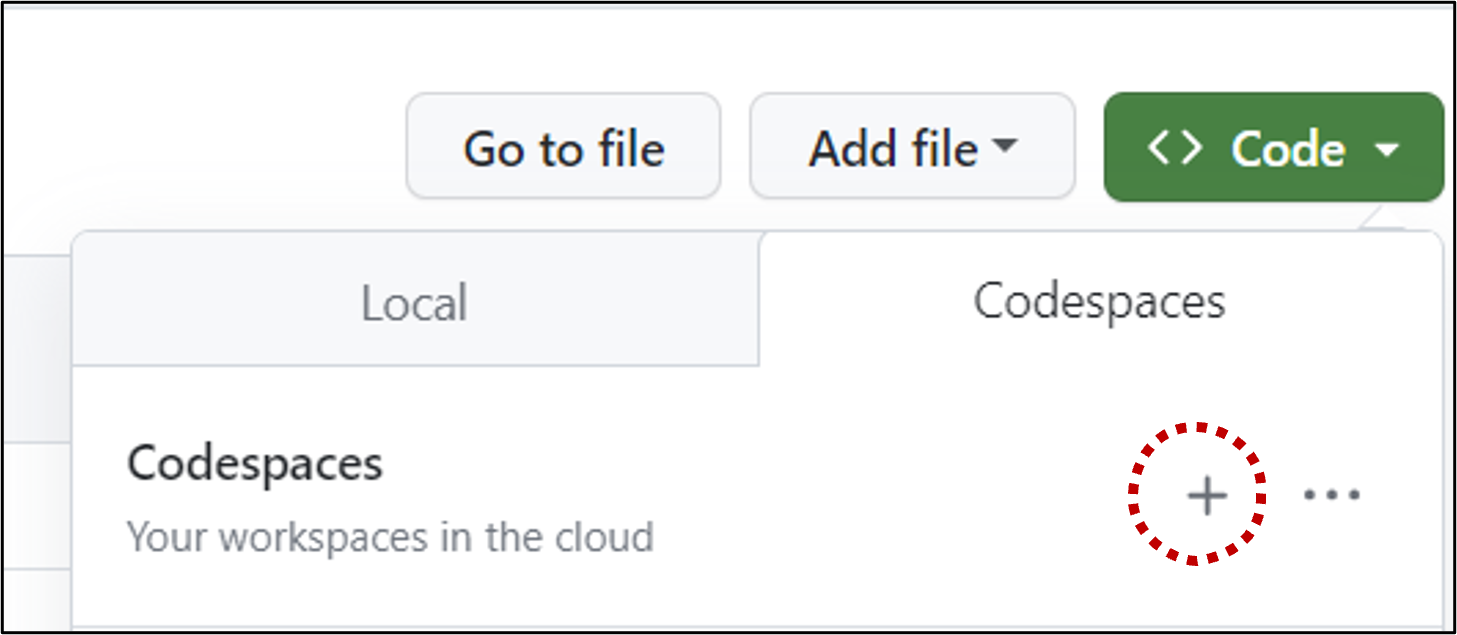 Go to file
Add file
<> Code
Local
Codespaces
Codespaces
Your workspaces in the cloud